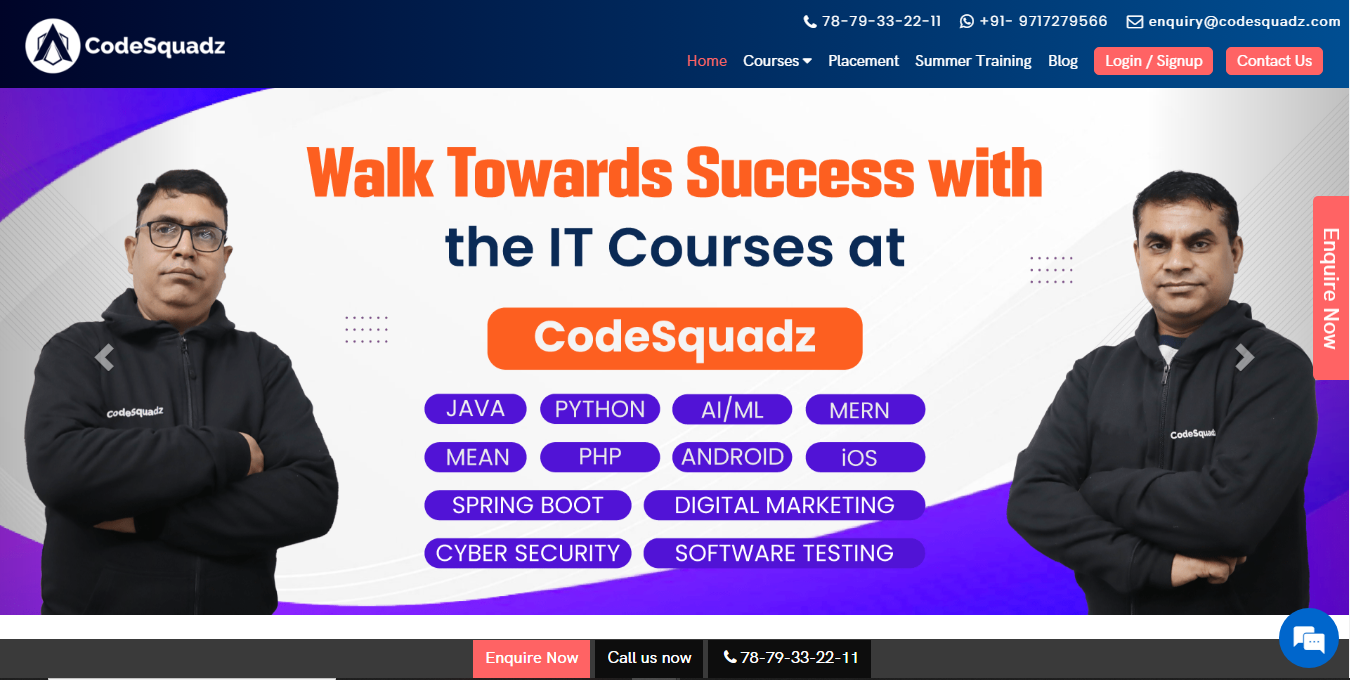 78-79-33-22-11 +91- 9717279566 enquiry@codesquadz.com
CodeSquadz
Home Courses Placement Summer Training Blog Login / Signup Contact Us
Walk Towards Success with
the IT Courses at
CodeSquadz
JAVA PYTHON AI/ML MERN
MEAN PHP ANDROID iOS
SPRING BOOT DIGITAL MARKETING
CYBER SECURITY SOFTWARE TESTING
CodeSquadz
CodeSquadz
Enquire Now
Enquire Now Call us now 78-79-33-22-11